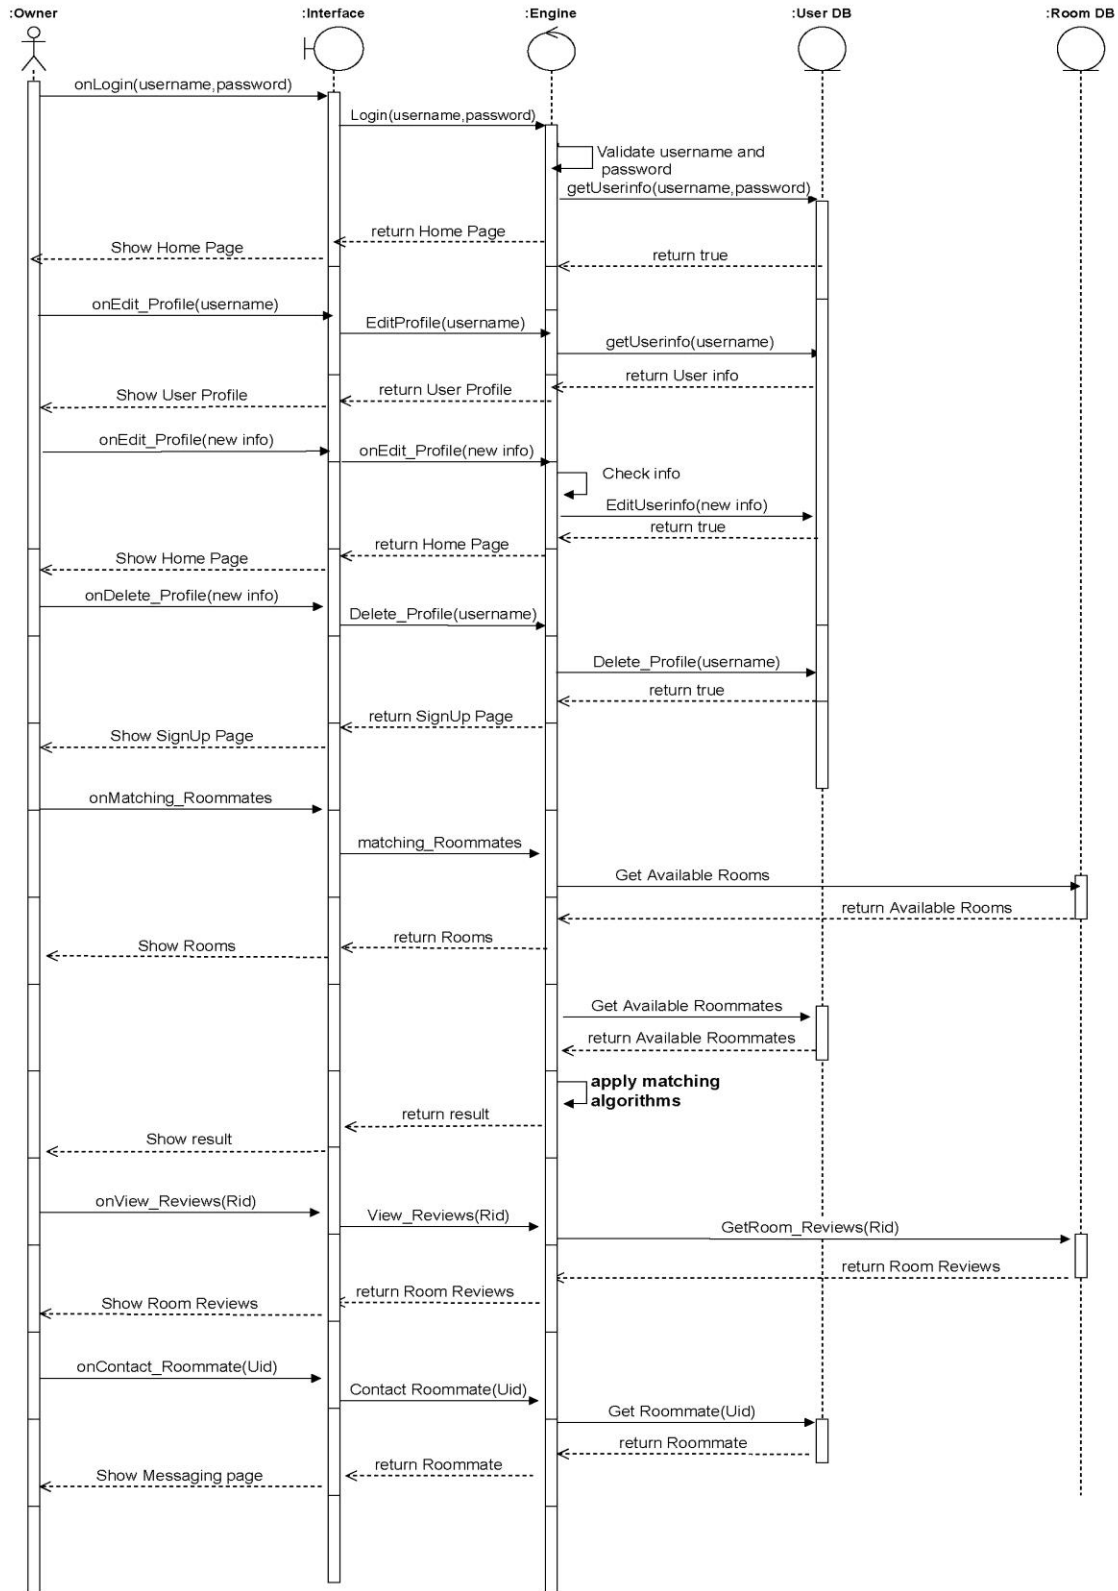 :Owner
:Interface
:Engine
:User DB
:Room DB
onLogin(username,password)
Login(username,password)
Validate username and
password
getUserinfo(username,password)
return Home Page
Show Home Page
return true
onEdit_Profile(username)
EditProfile(username)
getUserinfo(username)
return User info
return User Profile
Show User Profile
onEdit_Profile(new info)
onEdit_Profile(new info)
Check info
EditUserinfo(new info)
return true
return Home Page
Show Home Page
onDelete_Profile(new info)
Delete_Profile(username)
Delete_Profile(username)
return true
return SignUp Page
Show SignUp Page
onMatching_Roommates
matching_Roommates
Get Available Rooms
return Available Rooms
return Rooms
Show Rooms
Get Available Roommates
return Available Roommates
apply matching
algorithms
return result
Show result
onView_Reviews(Rid)
View_Reviews(Rid)
GetRoom_Reviews(Rid)
return Room Reviews
return Room Reviews
Show Room Reviews
onContact_Roommate(Uid)
Contact Roommate(Uid)
Get Roommate(Uid)
return Roommate
return Roommate
Show Messaging page